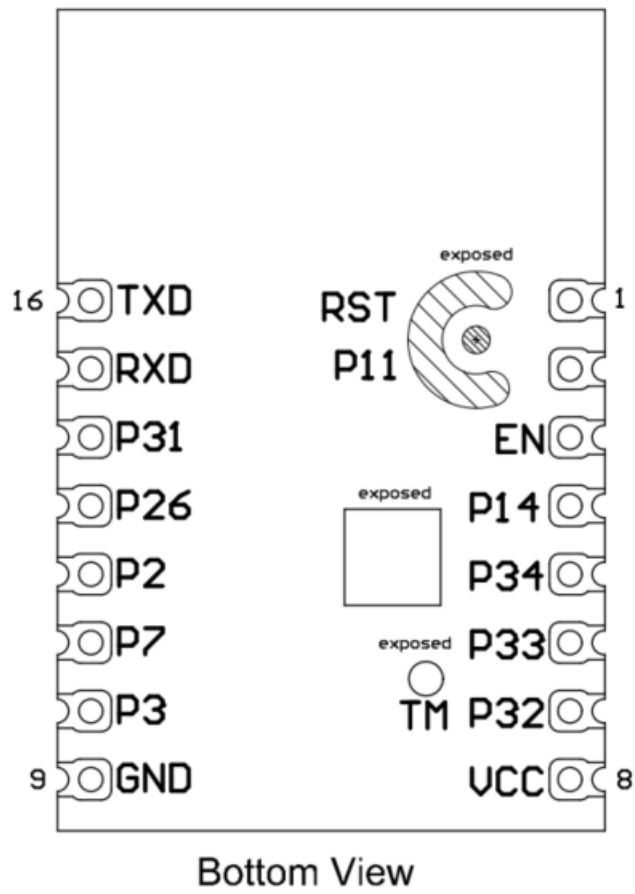 exposed
16 TXD RST 1
RXD P11
P31 EN
P26 exposed P14
P2 P34
P7 exposed P33
P3 TM P32
9 GND VCC 8
Bottom View